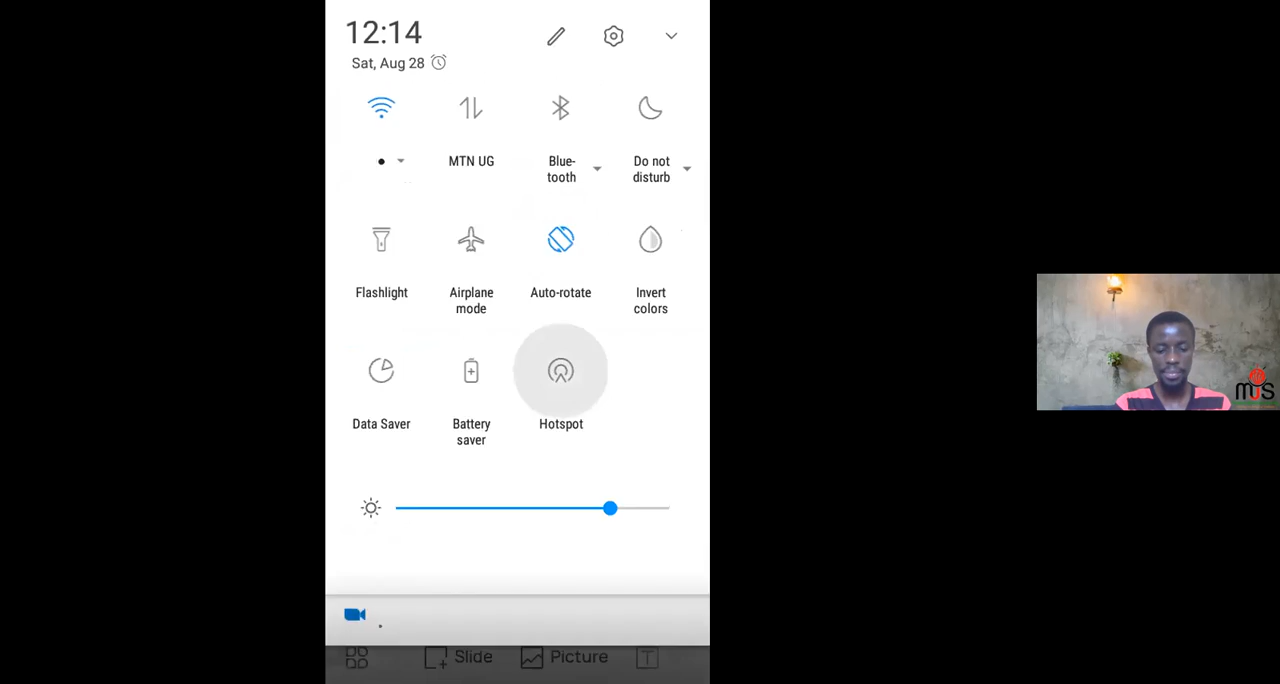 12:14
Sat, Aug 28
MTN UG
Blue-
tooth
Do not
disturb
Flashlight
Airplane
mode
Auto-rotate
Invert
colors
Data Saver
Battery
saver
Hotspot
Slide
Picture
T
mus